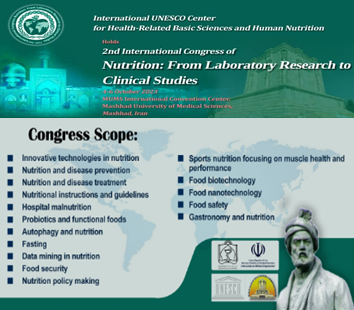 International UNESCO Center
for Health-Related Basic Sciences and Human Nutrition
Holds
2nd International Congress of
Nutrition: From Laboratory Research to
Clinical Studies
October 2023
MUMS International Convention Center,
Mashhad University of Medical Sciences,
Mashhad, Iran
Congress Scope:
Innovative technologies in nutrition
Nutrition and disease prevention
Nutrition and disease treatment
Nutritional instructions and guidelines
Hospital malnutrition
Probiotics and functional foods
Autophagy and nutrition
Fasting
Data mining in nutrition
Food security
Nutrition policy making
Sports nutrition focusing on muscle health and
performance
Food biotechnology
Food nanotechnology
Food safety
Gastronomy and nutrition
UNESCO